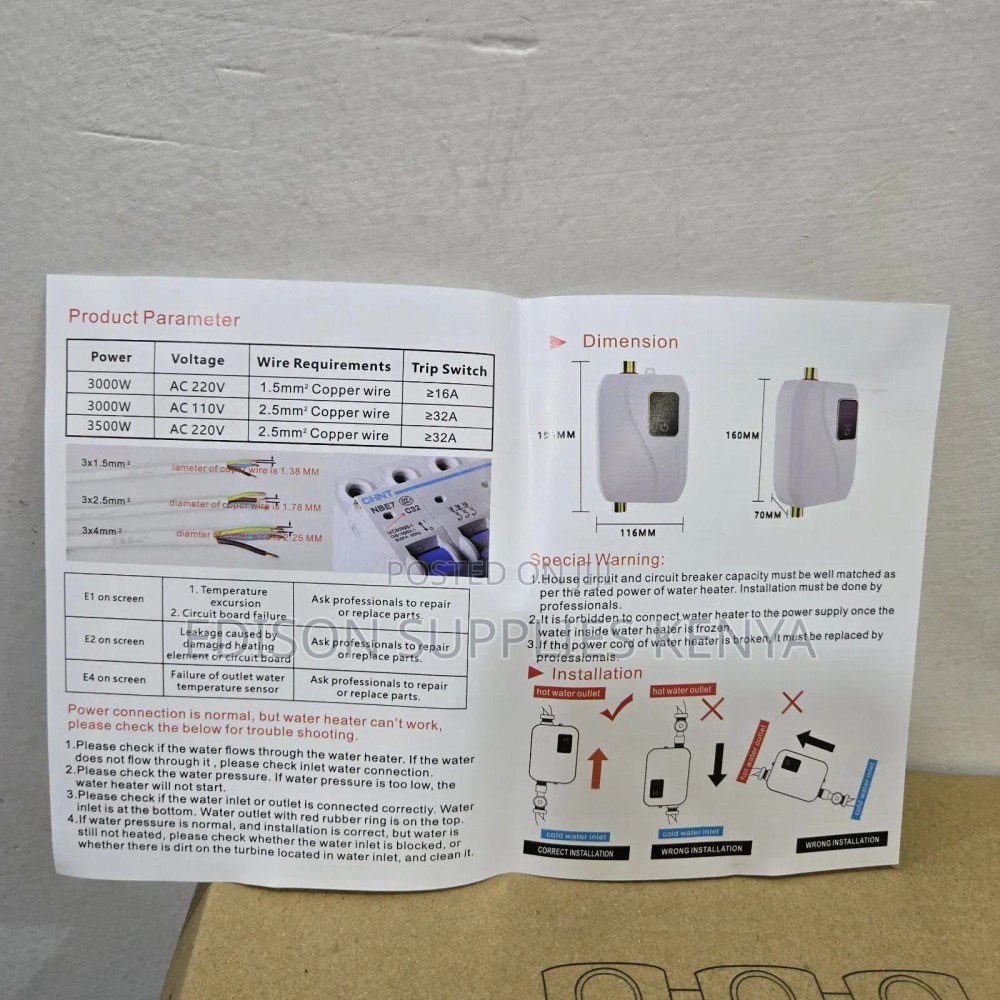 Product Parameter
Power Voltage Wire Requirements Trip Switch
3000W AC 220V 1.5mm² Copper wire ≥16A
3000W AC 110V 2.5mm² Copper wire ≥32A
3500W AC 220V 2.5mm² Copper wire ≥32A
3x1.5mm² iameter of coper wire is 1.38 MM
3x2.5mm² diameter of coper wire is 1.78 MM
3x4mm² diamter wire is 2.25 MM
CHNT
NBE7
C32
E1 on screen
1. Temperature
excursion
2. Circuit board failure
Ask professionals to repair
or replace parts.
E2 on screen
Leakage caused by
damaged heating
element or circuit board
Ask professionals to repair
or replace parts.
E4 on screen
Failure of outlet water
temperature sensor
Ask professionals to repair
or replace parts.
Power connection is normal, but water heater can't work,
please check the below for trouble shooting.
1.Please check if the water flows through the water heater. If the water
does not flow through it , please check inlet water connection.
2.Please check the water pressure. If water pressure is too low, the
water heater will not start.
3.Please check if the water inlet or outlet is connected correctly. Water
inlet is at the bottom. Water outlet with red rubber ring is on the top.
4.If water pressure is normal, and installation is correct, but water is
still not heated, please check whether the water inlet is blocked, or
whether there is dirt on the turbine located in water inlet, and clean it.
Dimension
160MM
116MM
70MM
Special Warning:
1.House circuit and circuit breaker capacity must be well matched as
per the rated power of water heater. Installation must be done by
professionals.
2.It is forbidden to connect water heater to the power supply once the
water inside water heater is frozen.
3.If the power cord of water heater is broken, it must be replaced by
professionals.
Installation
hot water outlet
cold water inlet
CORRECT INSTALLATION
hot water outlet
cold water inlet
WRONG INSTALLATION
hot water outlet
cold water inlet
WRONG INSTALLATION
POSTED ON JIJI
EDISON SUPPLIES KENYA